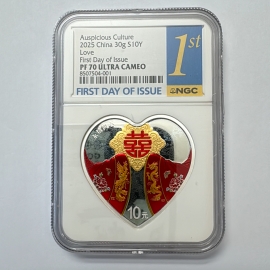 Auspicious Culture
2025 China 30g S10Y
Love
First Day of Issue
PF 70 ULTRA CAMEO
8507504-001
1st
FIRST DAY OF ISSUE
NGC
囍
10元